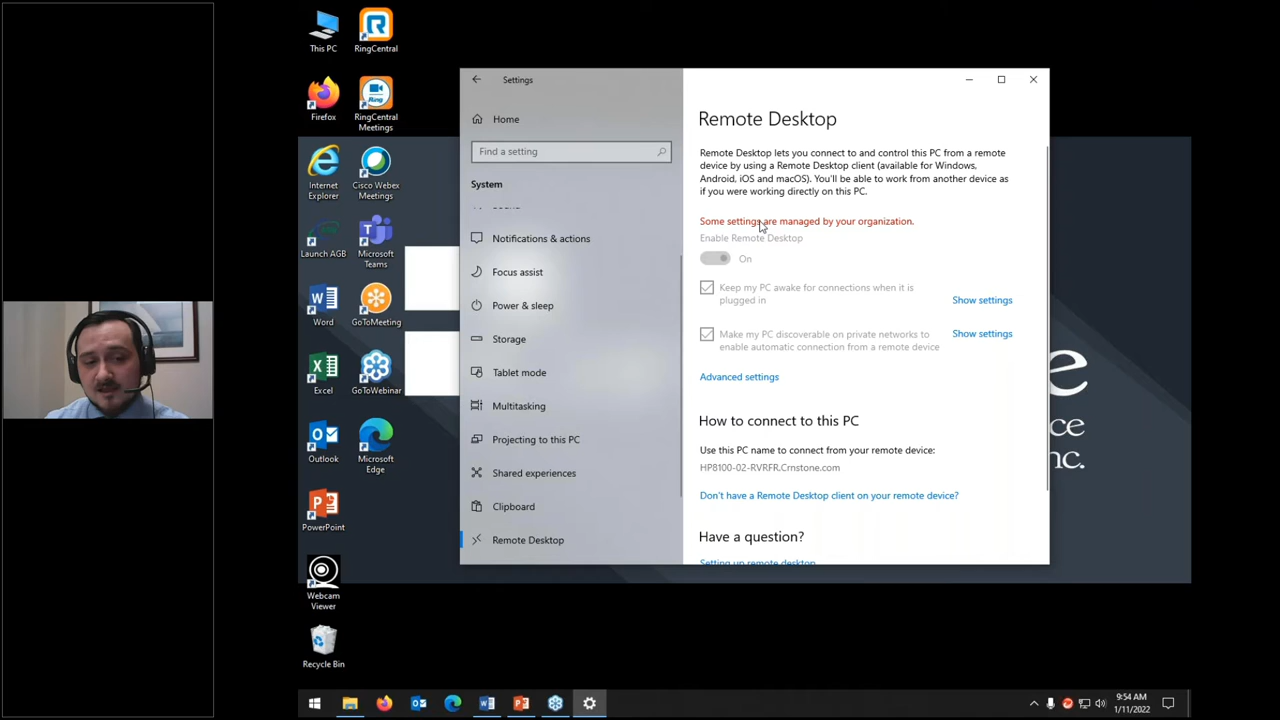 This PC
RingCentral
Firefox
RingCentral
Meetings
Ring
Internet
Explorer
Cisco Webex
Meetings
Launch AGB
Microsoft
Teams
Word
GoToMeeting
Excel
GoToWebinar
Outlook
Microsoft
Edge
PowerPoint
Webcam
Viewer
Recycle Bin
Settings
Home
Find a setting
System
Notifications & actions
Focus assist
Power & sleep
Storage
Tablet mode
Multitasking
Projecting to this PC
Shared experiences
Clipboard
Remote Desktop
Remote Desktop
Remote Desktop lets you connect to and control this PC from a remote
device by using a Remote Desktop client (available for Windows,
Android, iOS and macOS). You'll be able to work from another device as
if you were working directly on this PC.
Some settings are managed by your organization.
Enable Remote Desktop
On
Keep my PC awake for connections when it is
plugged in
Show settings
Make my PC discoverable on private networks to
enable automatic connection from a remote device
Show settings
Advanced settings
How to connect to this PC
Use this PC name to connect from your remote device:
HP8100-02-RVRFR.Crnstone.com
Don't have a Remote Desktop client on your remote device?
Have a question?
Setting up remote desktop
e
ce
nc.
9:54 AM
1/11/2022